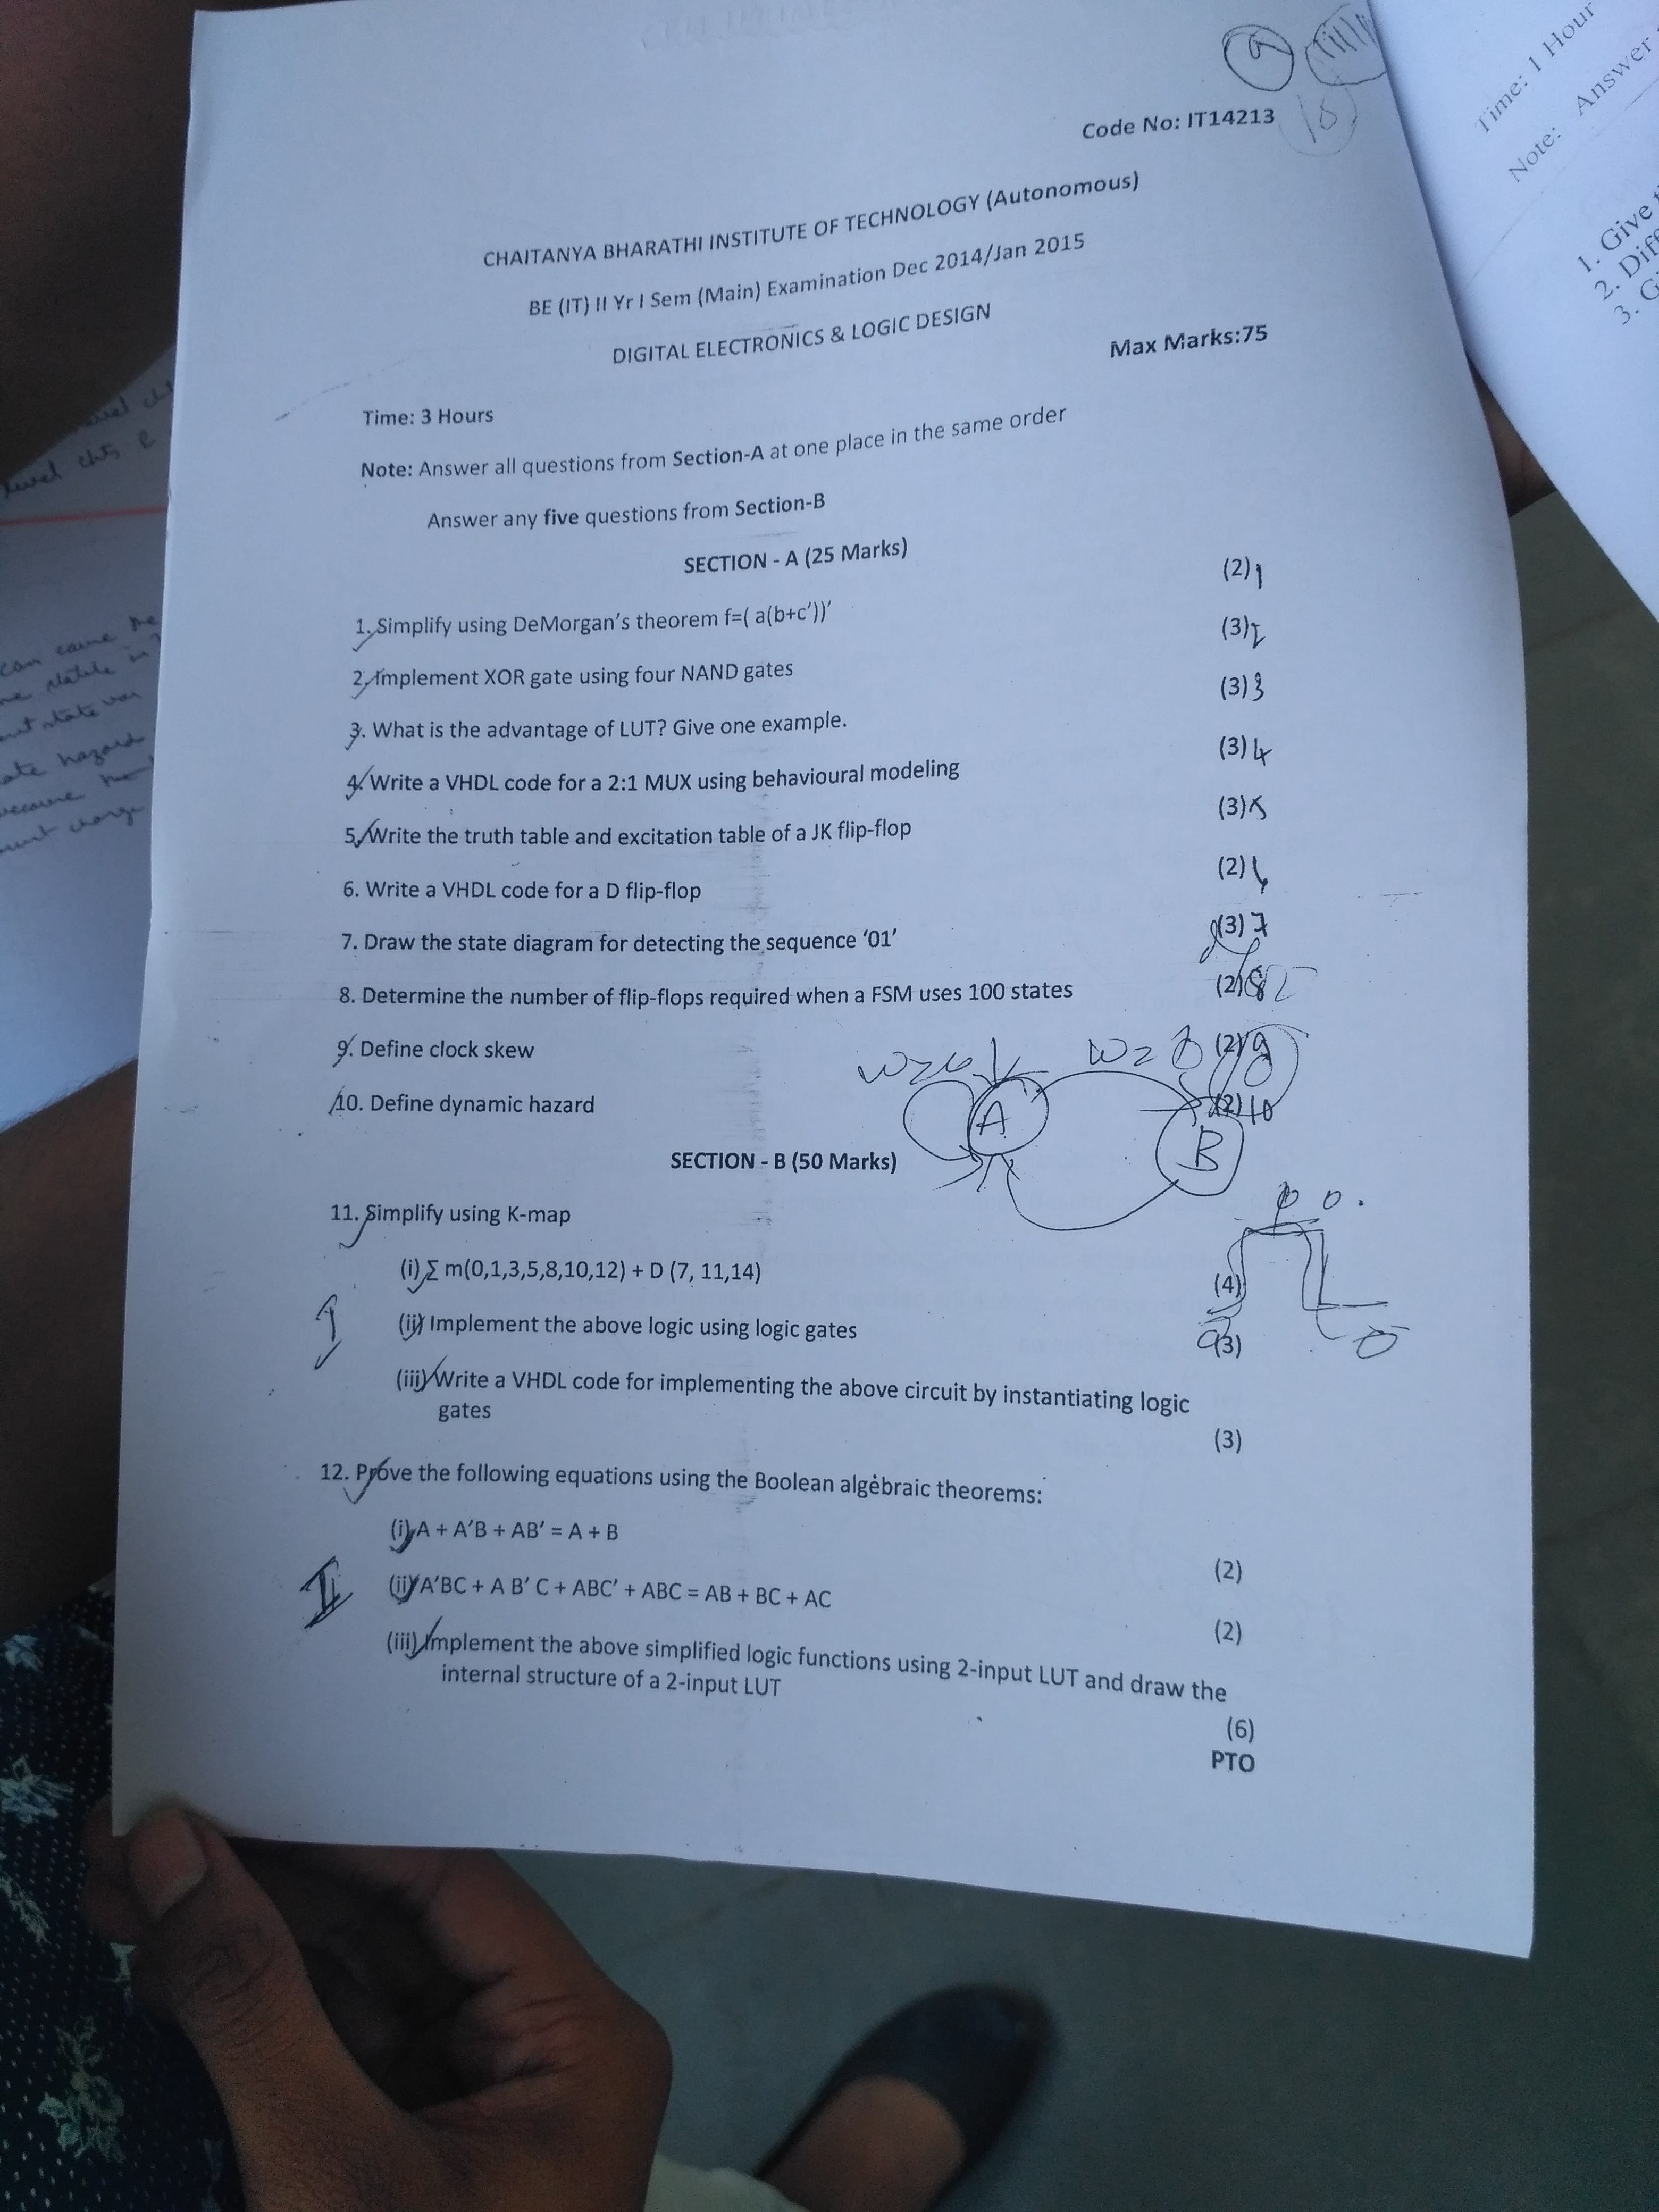 Code No: IT14213
CHAITANYA BHARATHI INSTITUTE OF TECHNOLOGY (Autonomous)
BE (IT) II Yr I Sem (Main) Examination Dec 2014/Jan 2015
DIGITAL ELECTRONICS & LOGIC DESIGN
Max Marks:75
Time: 3 Hours
Note: Answer all questions from Section-A at one place in the same order
Answer any five questions from Section-B
SECTION - A (25 Marks)
1. Simplify using DeMorgan's theorem f=( a(b+c'))' (2) 1
2. Implement XOR gate using four NAND gates (3) 2
3. What is the advantage of LUT? Give one example. (3) 3
4. Write a VHDL code for a 2:1 MUX using behavioural modeling (3) 4
5. Write the truth table and excitation table of a JK flip-flop (3) 5
6. Write a VHDL code for a D flip-flop (2) 6
7. Draw the state diagram for detecting the sequence '01' (3) 7
8. Determine the number of flip-flops required when a FSM uses 100 states (2) 8
9. Define clock skew (2) 9
10. Define dynamic hazard (2) 10
A
B
SECTION - B (50 Marks)
11. Simplify using K-map
(i) Σ m(0,1,3,5,8,10,12) + D (7, 11,14) (4)
(ii) Implement the above logic using logic gates (3)
(iii) Write a VHDL code for implementing the above circuit by instantiating logic
gates
(3)
12. Prove the following equations using the Boolean algebraic theorems:
(i) A + A'B + AB' = A + B
(2)
II
(ii) A'BC + A B' C + ABC' + ABC = AB + BC + AC
(2)
(iii) Implement the above simplified logic functions using 2-input LUT and draw the
internal structure of a 2-input LUT
(6)
PTO
Time: 1 Hour
Note: Answer
1. Give
2. Diff
3. G